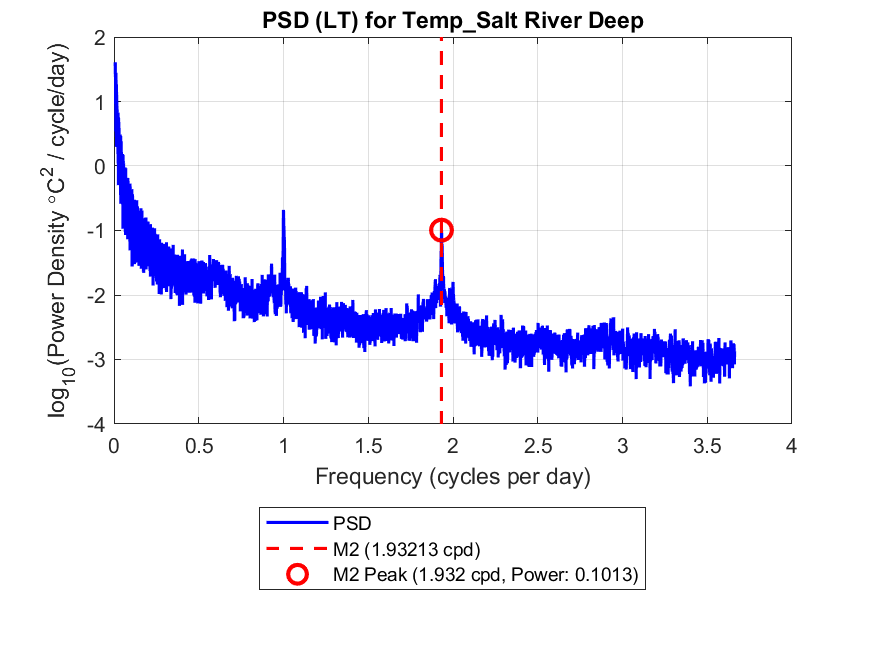 PSD (LT) for Temp_Salt River Deep
log10(Power Density °C2 / cycle/day)
2
1
0
-1
-2
-3
-4
0 0.5 1 1.5 2 2.5 3 3.5 4
Frequency (cycles per day)
PSD
M2 (1.93213 cpd)
M2 Peak (1.932 cpd, Power: 0.1013)